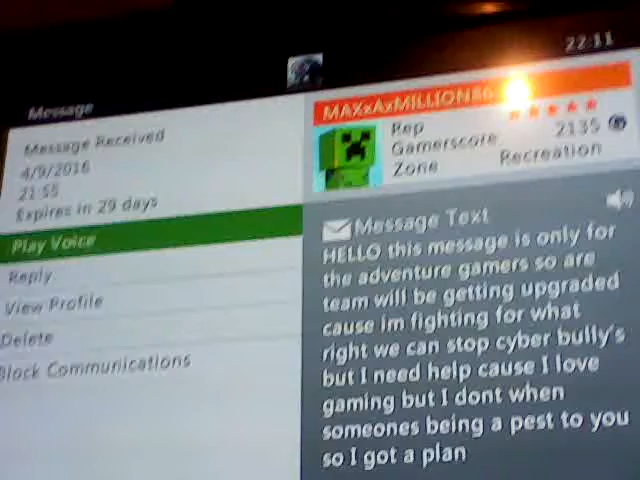 22:11
Message
Message Received
4/9/2016
21:55
Expires in 29 days
Play Voice
Reply
View Profile
Delete
Block Communications
MAXxAxMILLION86
Rep
Gamerscore 2135 G
Zone Recreation
Message Text
HELLO this message is only for
the adventure gamers so are
team will be getting upgraded
cause im fighting for what
right we can stop cyber bully's
but I need help cause I love
gaming but I dont when
someones being a pest to you
so I got a plan